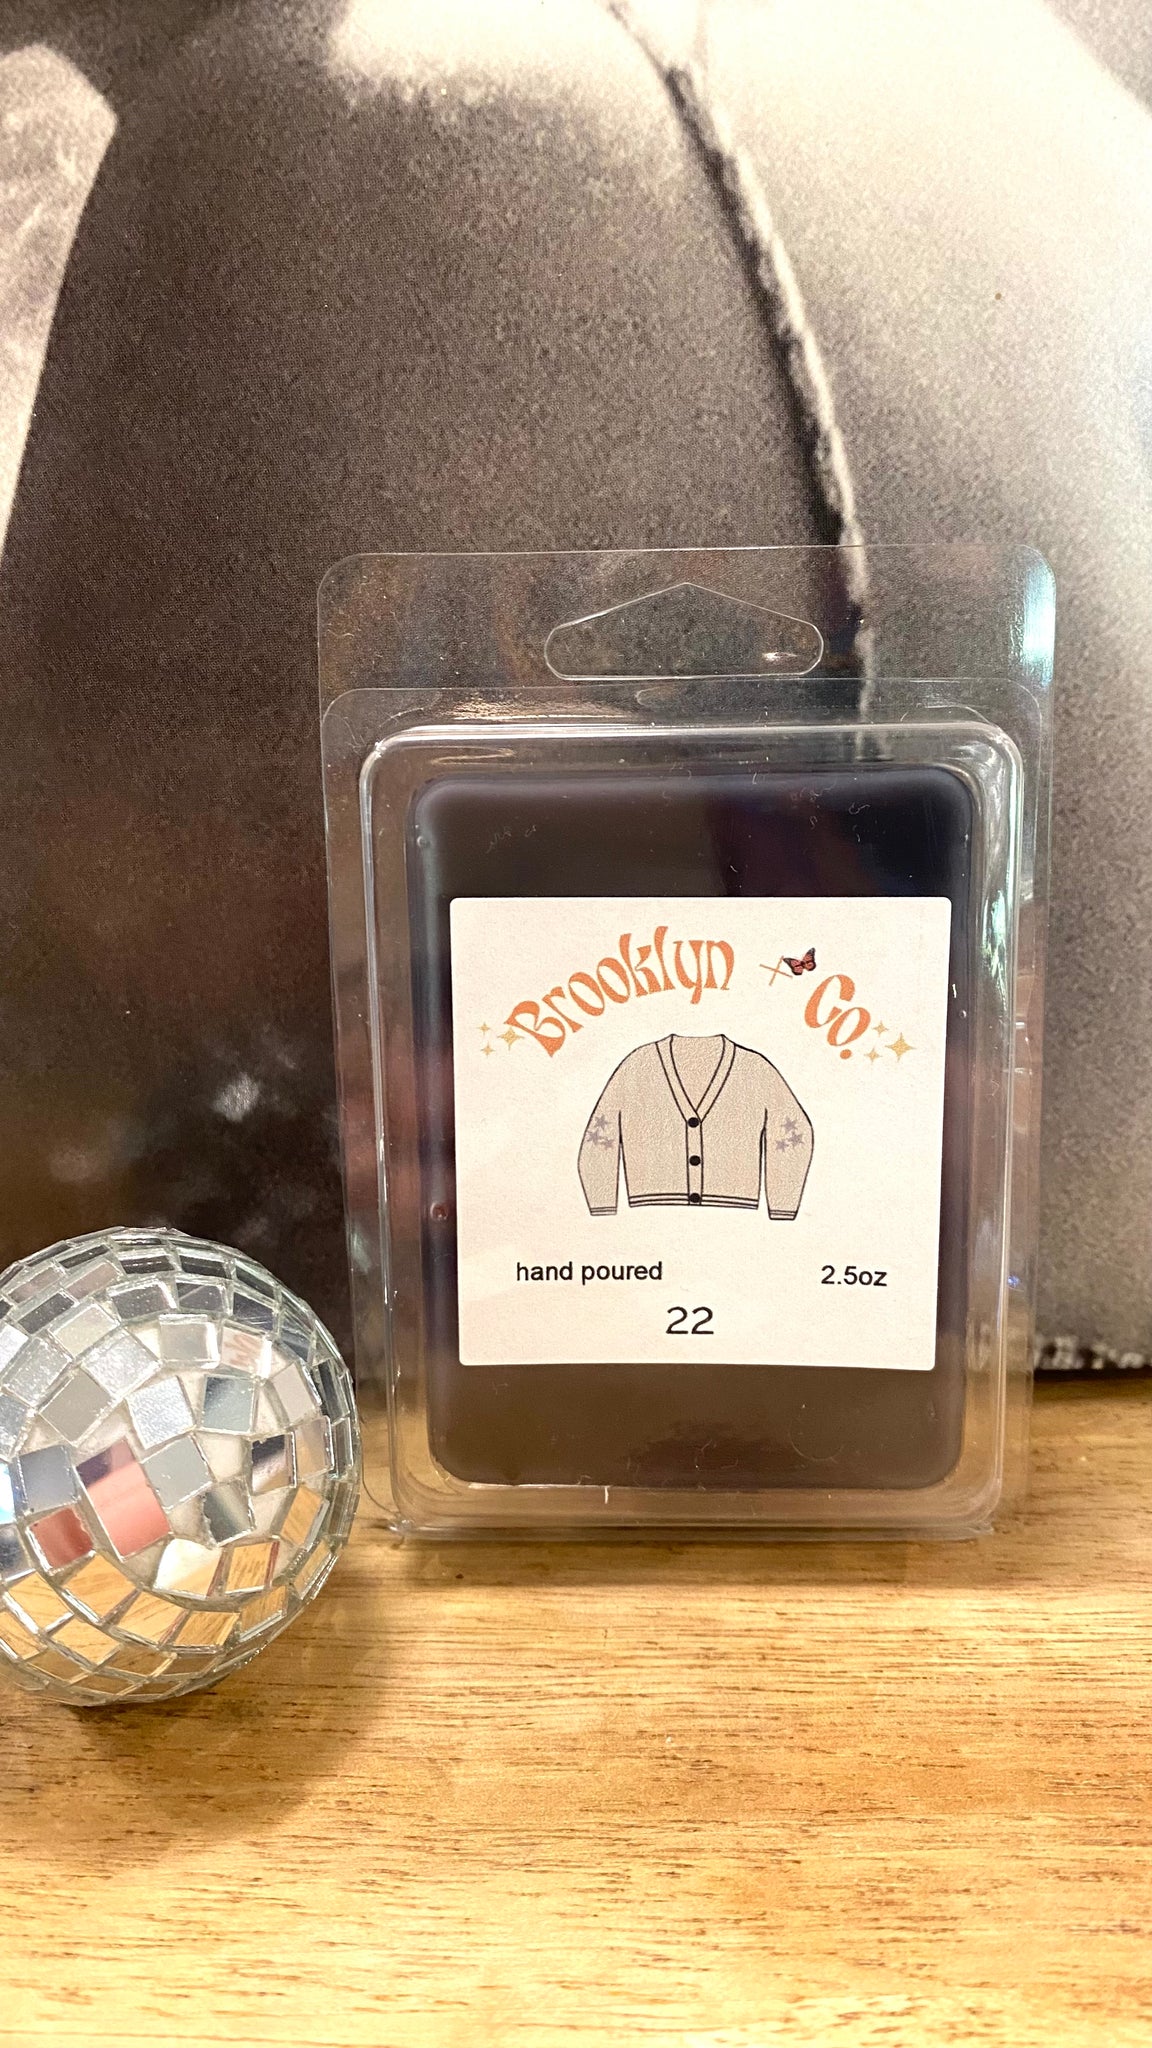 Brooklyn + Co.
hand poured 2.5oz
22